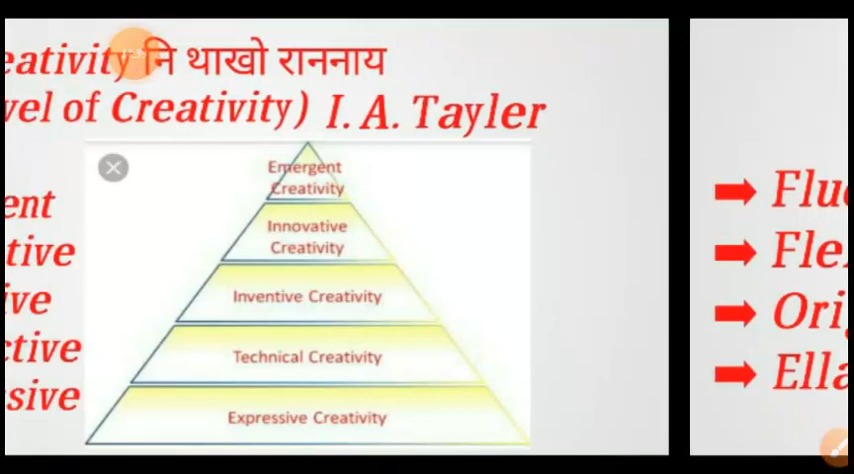 eativity नि थाखो राननाय
vel of Creativity) I. A. Tayler
ent
tive
ive
ctive
ssive
Emergent
Creativity
Innovative
Creativity
Inventive Creativity
Technical Creativity
Expressive Creativity
Flu
Fle
Ori
Ella